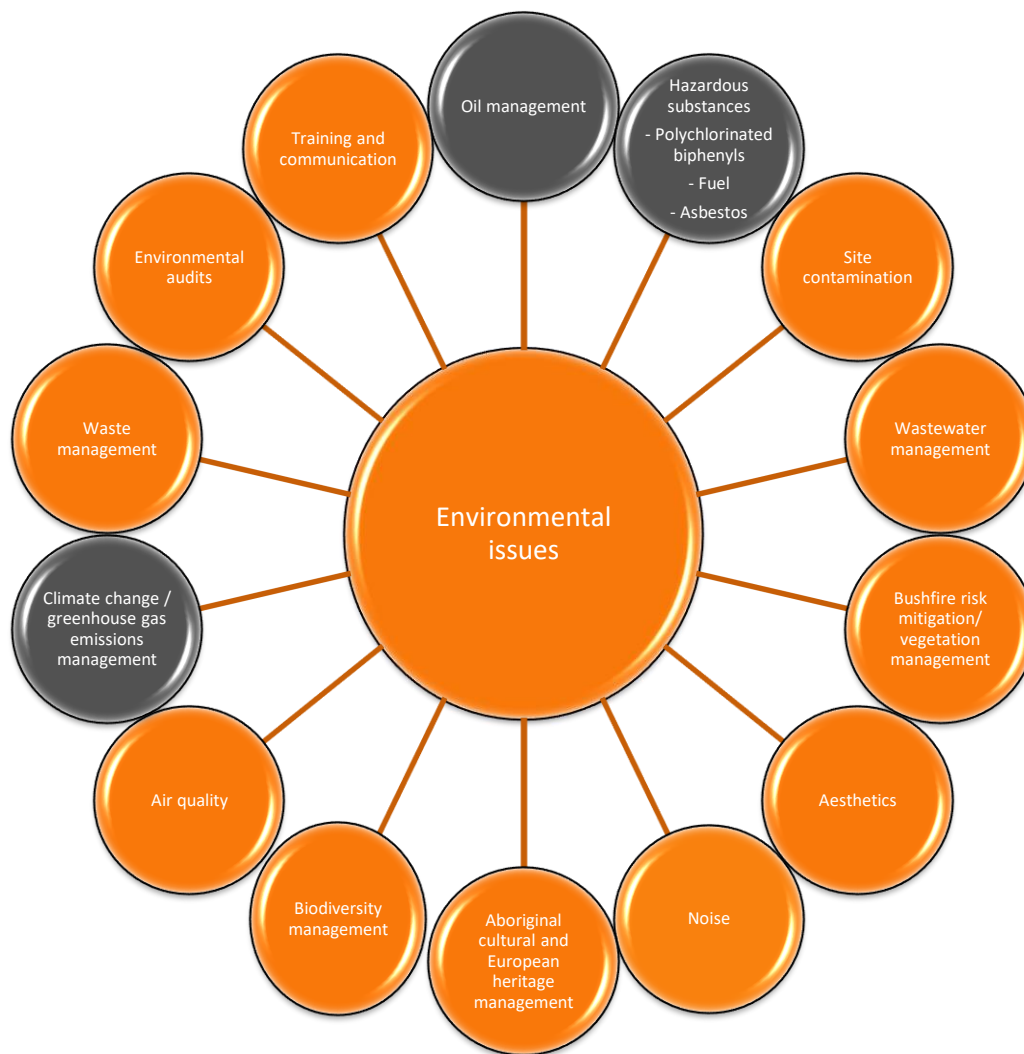 Environmental
issues
Oil management
Hazardous
substances
- Polychlorinated
biphenyls
- Fuel
- Asbestos
Site
contamination
Wastewater
management
Bushfire risk
mitigation/
vegetation
management
Aesthetics
Noise
Aboriginal
cultural and
European
heritage
management
Biodiversity
management
Air quality
Climate change /
greenhouse gas
emissions
management
Waste
management
Environmental
audits
Training and
communication